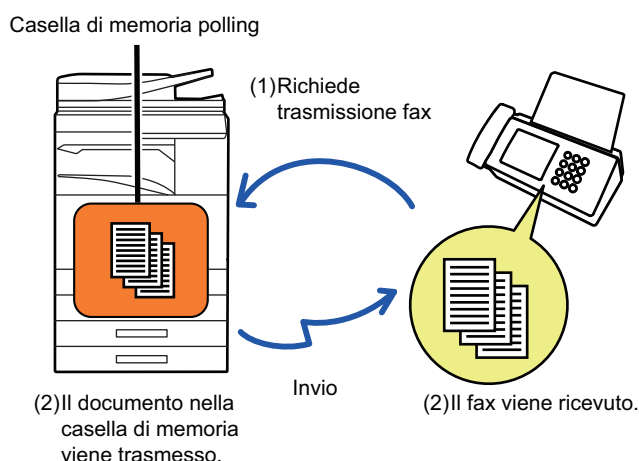 Casella di memoria polling
(1)Richiede
trasmissione fax
Invio
(2)Il documento nella
casella di memoria
viene trasmesso.
(2)Il fax viene ricevuto.